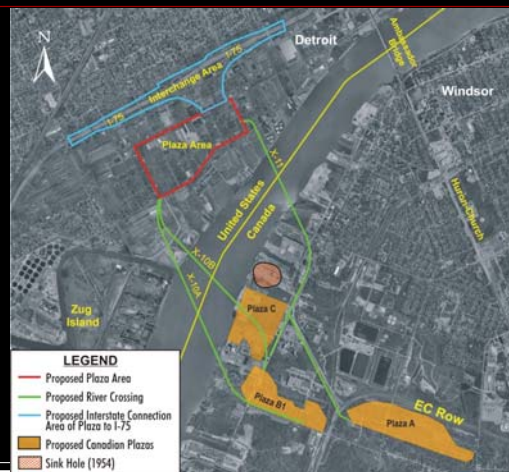 N
Detroit
Ambassador
Bridge
Windsor
I-75
Interchange Area
I-75
Plaza Area
X-11
United States
Canada
Huron-Church
X-10B
X-10A
Zug
Island
Plaza C
Plaza B1
Plaza A
EC Row
LEGEND
Proposed Plaza Area
Proposed River Crossing
Proposed Interstate Connection
Area of Plaza to I-75
Proposed Canadian Plazas
Sink Hole (1954)